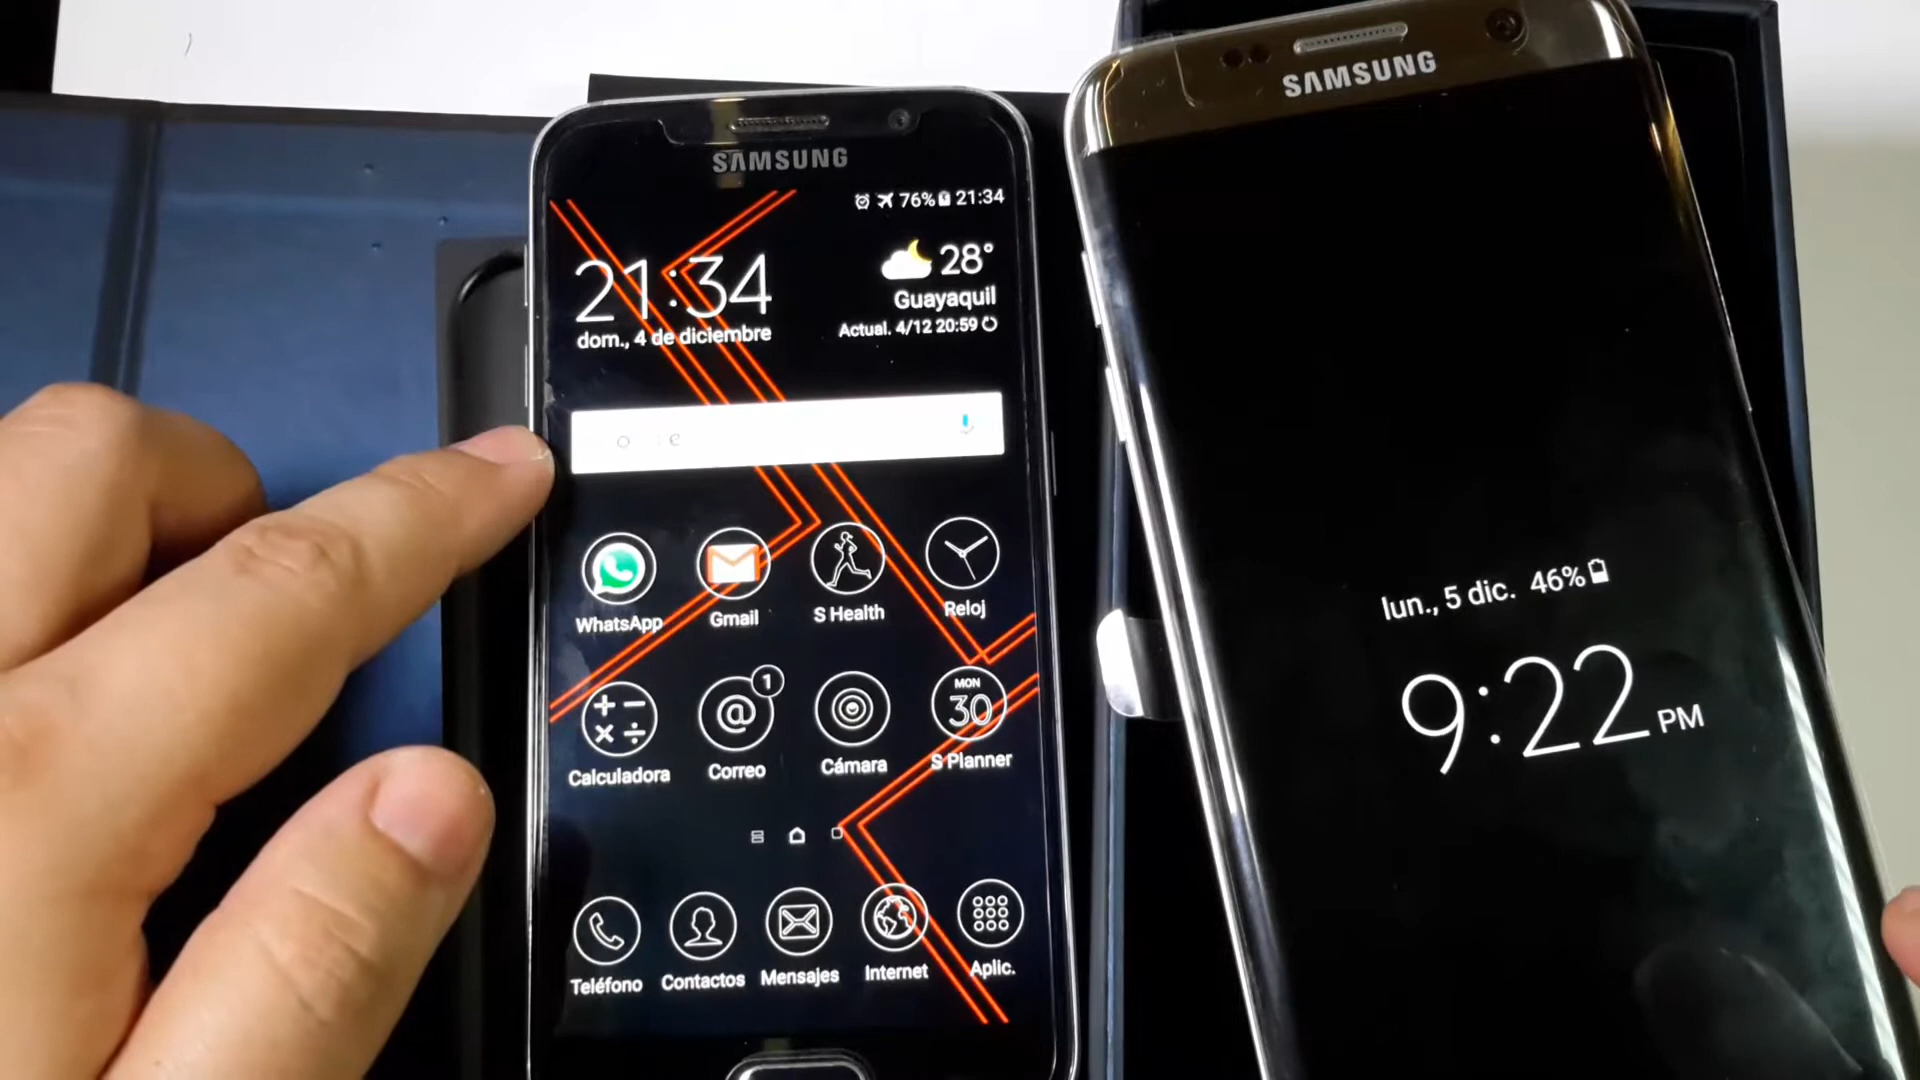 SAMSUNG
76% 21:34
21:34
dom., 4 de diciembre
28°
Guayaquil
Actual. 4/12 20:59
WhatsApp
Gmail
S Health
Reloj
1
MON
30
Calculadora
Correo
Cámara
S Planner
Teléfono
Contactos
Mensajes
Internet
Aplic.
SAMSUNG
lun., 5 dic. 46%
9:22 PM